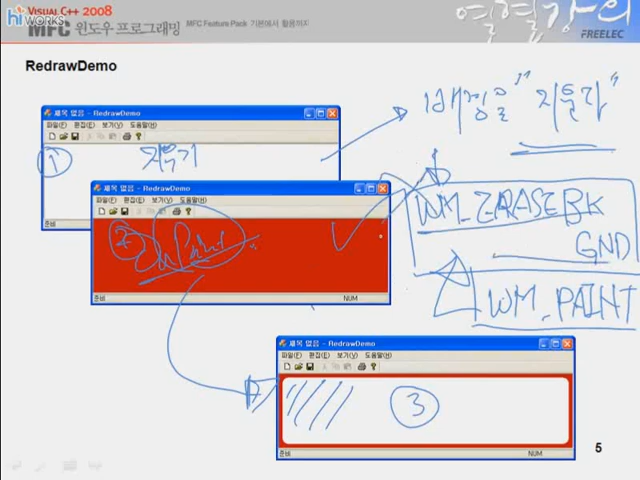 hi WORKS
VISUAL C++ 2008
MFC 윈도우 프로그래밍 MFC Feature Pack 기본에서 활용까지
열혈강의
FREELEC
RedrawDemo
제목 없음 - RedrawDemo
파일(F) 편집(E) 보기(V) 도움말(H)
1
지우기
배경을 "지운다"
제목 없음 - RedrawDemo
파일(F) 편집(E) 보기(V) 도움말(H)
2
준비
NUM
WM_ERASEBK
GND
WM_PAINT
제목 없음 - RedrawDemo
파일(F) 편집(E) 보기(V) 도움말(H)
3
준비
NUM
5